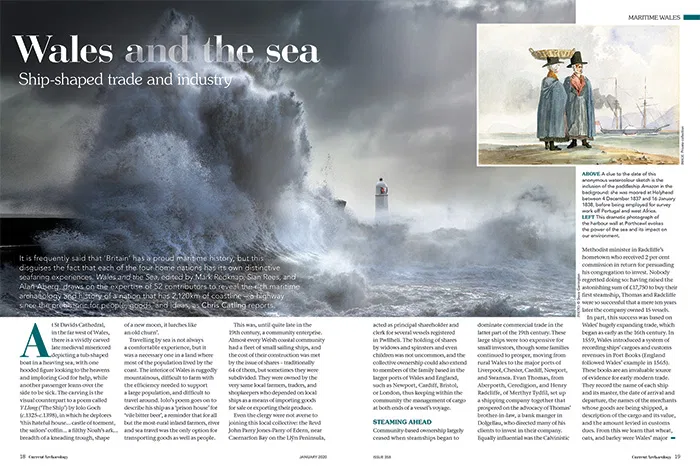 MARITIME WALES
Wales and the sea
Ship-shaped trade and industry
It is frequently said that ‘Britain’ has a proud maritime history, but this
disguises the fact that each of the four home nations has its own distinctive
seafaring experiences. Wales and the Sea, edited by Mark Redknap, Sian Rees, and
Alan Aberg, draws on the expertise of 52 contributors to reveal the rich maritime
archaeology and history of a nation that has 2,120km of coastline – a highway
since the prehistoric for people, goods, and ideas, as Chris Catling reports.
ABOVE A clue to the date of this
anonymous watercolour sketch is the
inclusion of the paddleship Amazon in the
background: she was moored at Holyhead
between 4 December 1837 and 16 January
1838, before being employed for survey
work off Portugal and west Africa.
LEFT This dramatic photograph of
the harbour wall at Porthcawl evokes
the power of the sea and its impact on
our environment.
At St Davids Cathedral,
in the far west of Wales,
there is a vividly carved
late-medieval misericord
depicting a tub-shaped
boat in a heaving sea, with one
hooded figure looking to the heavens
and imploring God for help, while
another passenger leans over the
side to be sick. The carving is the
visual counterpart to a poem called
Y Llong (‘The Ship’) by Iolo Goch
(c.1325-c.1398), in which he deplores
‘this hateful house... castle of torment,
the sailors’ coffin... a filthy Noah’s ark...
breadth of a kneading trough, shape
of a new moon, it lurches like
an old churn’.
Travelling by sea is not always
a comfortable experience, but it
was a necessary one in a land where
most of the population lived by the
coast. The interior of Wales is ruggedly
mountainous, difficult to farm with
the efficiency needed to support
a large population, and difficult to
travel around. Iolo’s poem goes on to
describe his ship as a ‘prison house’ for
‘vile bitter beer’, a reminder that for all
but the most rural inland farmers, river
and sea travel was the only option for
transporting goods as well as people.
This was, until quite late in the
19th century, a community enterprise.
Almost every Welsh coastal community
had a fleet of small sailing ships, and
the cost of their construction was met
by the issue of shares – traditionally
64 of them, but sometimes they were
subdivided. They were owned by the
very same local farmers, traders, and
shopkeepers who depended on local
ships as a means of importing goods
for sale or exporting their produce.
Even the clergy were not averse to
joining this local collective: the Revd
John Parry Jones-Parry of Edern, near
Caernarfon Bay on the Llŷn Peninsula,
acted as principal shareholder and
clerk for several vessels registered
in Pwllheli. The holding of shares
by widows and spinsters and even
children was not uncommon, and the
collective ownership could also extend
to members of the family based in the
larger ports of Wales and England,
such as Newport, Cardiff, Bristol,
or London, thus keeping within the
community the management of cargo
at both ends of a vessel’s voyage.
STEAMING AHEAD
Community-based ownership largely
ceased when steamships began to
dominate commercial trade in the
latter part of the 19th century. These
large ships were too expensive for
small investors, though some families
continued to prosper, moving from
rural Wales to the major ports of
Liverpool, Chester, Cardiff, Newport,
and Swansea. Evan Thomas, from
Aberporth, Ceredigion, and Henry
Radcliffe, of Merthyr Tydfil, set up
a shipping company together that
prospered on the advocacy of Thomas’
brother-in-law, a bank manager in
Dolgellau, who directed many of his
clients to invest in their company.
Equally influential was the Calvinistic
Methodist minister in Radcliffe’s
hometown who received 2 per cent
commission in return for persuading
his congregation to invest. Nobody
regretted doing so: having raised the
astonishing sum of £17,750 to buy their
first steamship, Thomas and Radcliffe
were so successful that a mere ten years
later the company owned 15 vessels.
In part, this success was based on
Wales’ hugely expanding trade, which
began as early as the 16th century. In
1559, Wales introduced a system of
recording ships’ cargoes and customs
revenues in Port Books (England
followed Wales’ example in 1565).
These books are an invaluable source
of evidence for early modern trade.
They record the name of each ship
and its master, the date of arrival and
departure, the names of the merchants
whose goods are being shipped, a
description of the cargo and its value,
and the amount levied in customs
dues. From this we learn that wheat,
oats, and barley were Wales’ major
18
Current Archaeology
JANUARY 2020
ISSUE 358
Current Archaeology
19